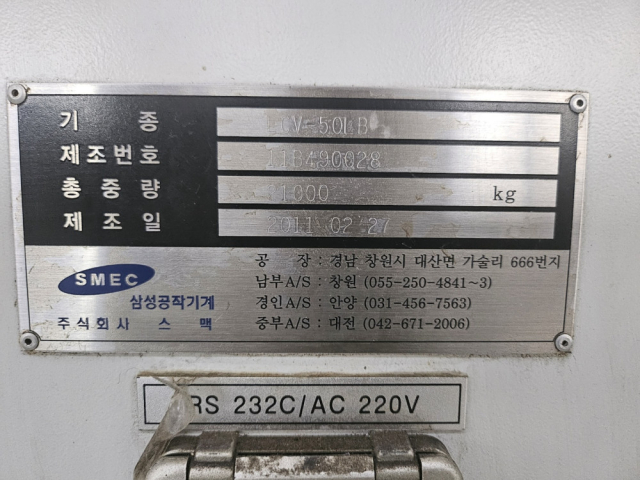 기 종 V-50LB
제조번호 11B490028
총중량 kg
제조일 2011 02 27
SMEC
삼성공작기계
주식회사 스 맥
공 장 : 경남 창원시 대산면 가술리 666번지
남부A/S : 창원 (055-250-4841~3)
경인A/S : 안양 (031-456-7563)
중부A/S : 대전 (042-671-2006)
RS 232C/AC 220V